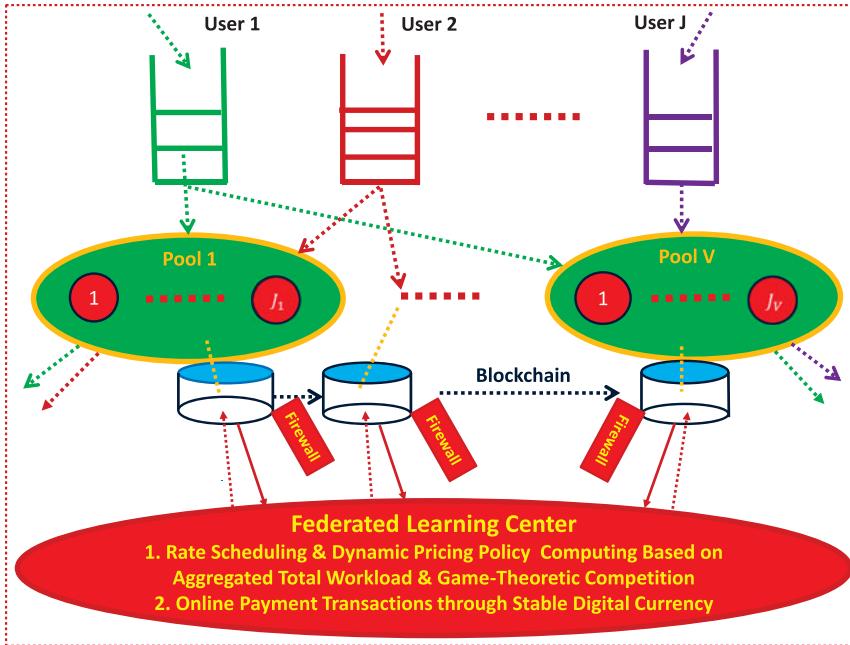 User 1
User 2
User J
Pool 1
Pool V
1
J₁
1
Jᵥ
Blockchain
Firewall
Firewall
Firewall
Federated Learning Center
1. Rate Scheduling & Dynamic Pricing Policy Computing Based on
Aggregated Total Workload & Game-Theoretic Competition
2. Online Payment Transactions through Stable Digital Currency